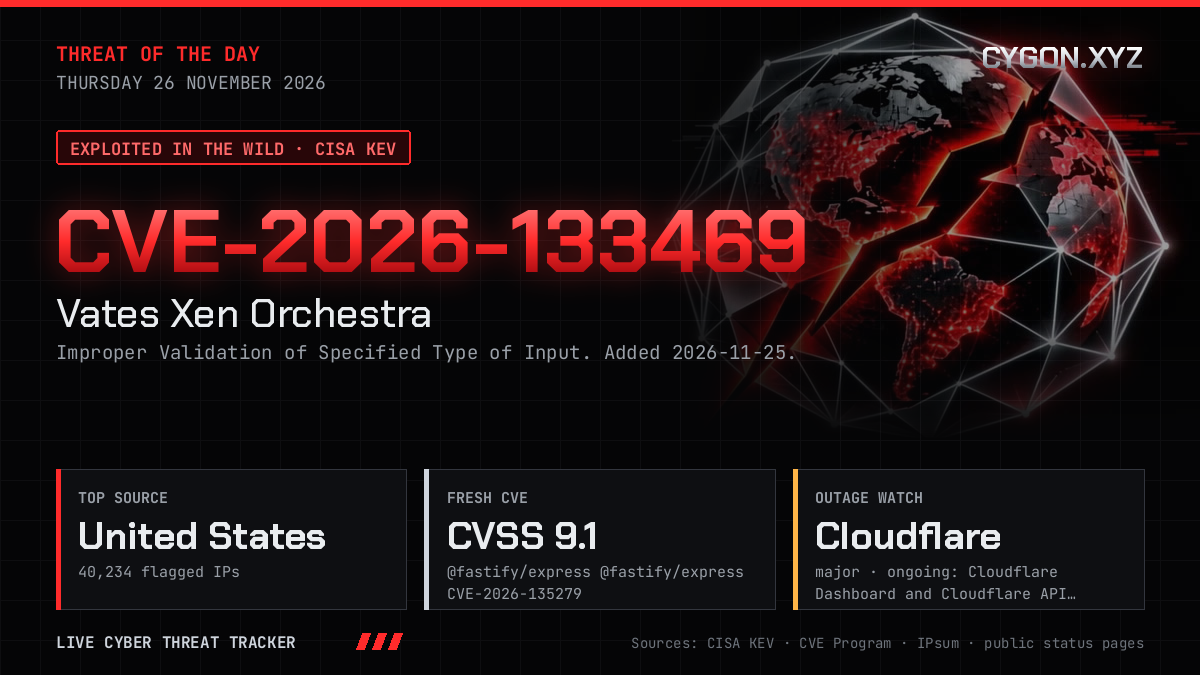 THREAT OF THE DAY
THURSDAY 26 NOVEMBER 2026
CYGON.XYZ
EXPLOITED IN THE WILD · CISA KEV
CVE-2026-133469
Vates Xen Orchestra
Improper Validation of Specified Type of Input. Added 2026-11-25.
TOP SOURCE
United States
40,234 flagged IPs
FRESH CVE
CVSS 9.1
@fastify/express @fastify/express
CVE-2026-135279
OUTAGE WATCH
Cloudflare
major · ongoing: Cloudflare
Dashboard and Cloudflare API…
LIVE CYBER THREAT TRACKER
Sources: CISA KEV · CVE Program · IPsum · public status pages